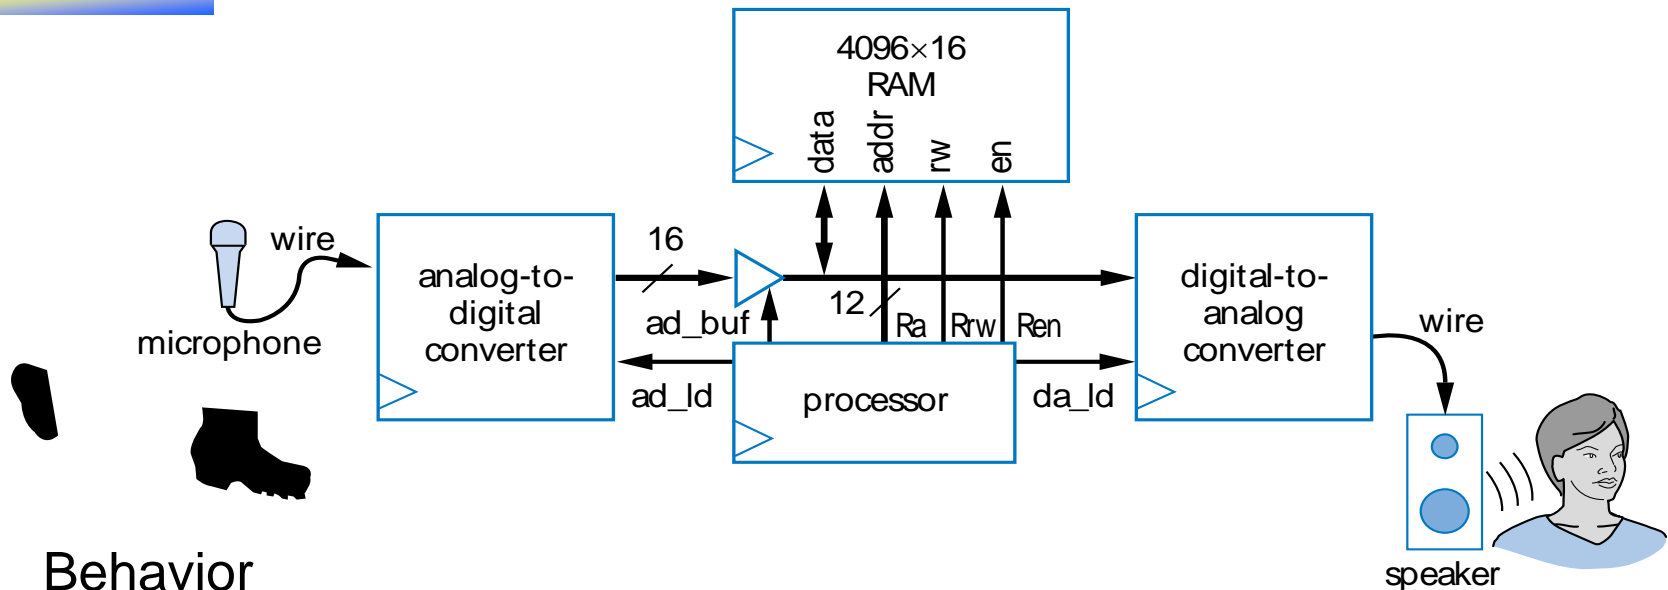 4096×16
RAM
data
addr
rw
en
wire
microphone
analog-to-
digital
converter
16
ad_buf
12
Ra
Rrw
Ren
ad_ld
processor
da_ld
digital-to-
analog
converter
wire
speaker
Behavior